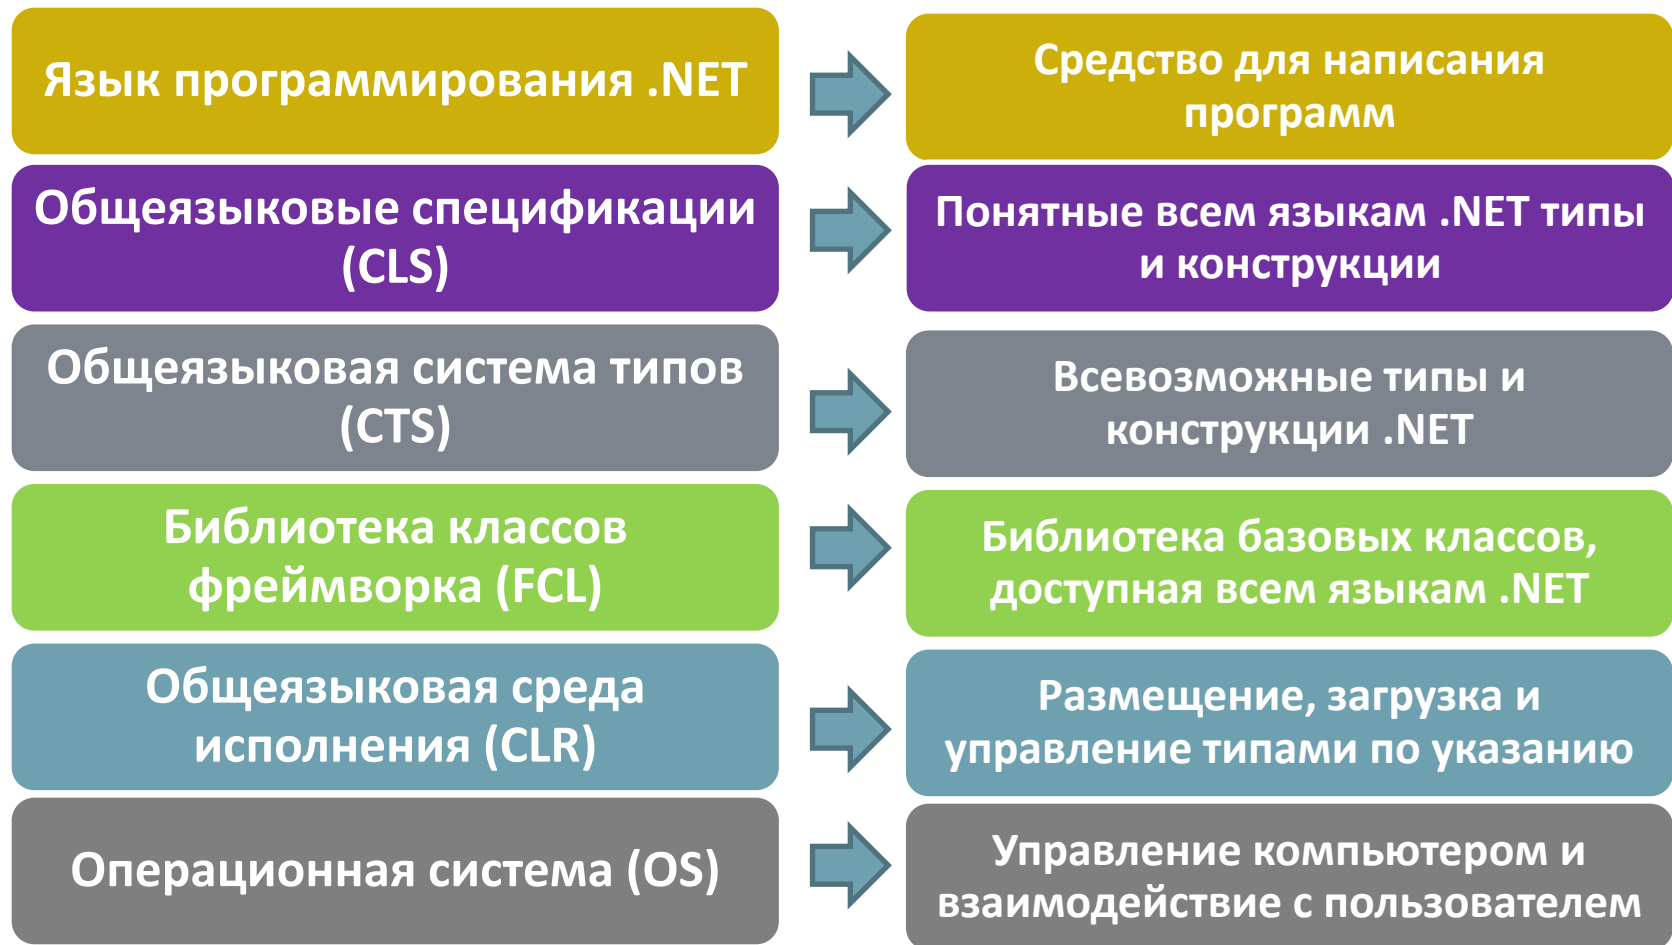 Язык программирования .NET
Средство для написания
программ
Общеязыковые спецификации
(CLS)
Понятные всем языкам .NET типы
и конструкции
Общеязыковая система типов
(CTS)
Всевозможные типы и
конструкции .NET
Библиотека классов
фреймворка (FCL)
Библиотека базовых классов,
доступная всем языкам .NET
Общеязыковая среда
исполнения (CLR)
Размещение, загрузка и
управление типами по указанию
Операционная система (OS)
Управление компьютером и
взаимодействие с пользователем